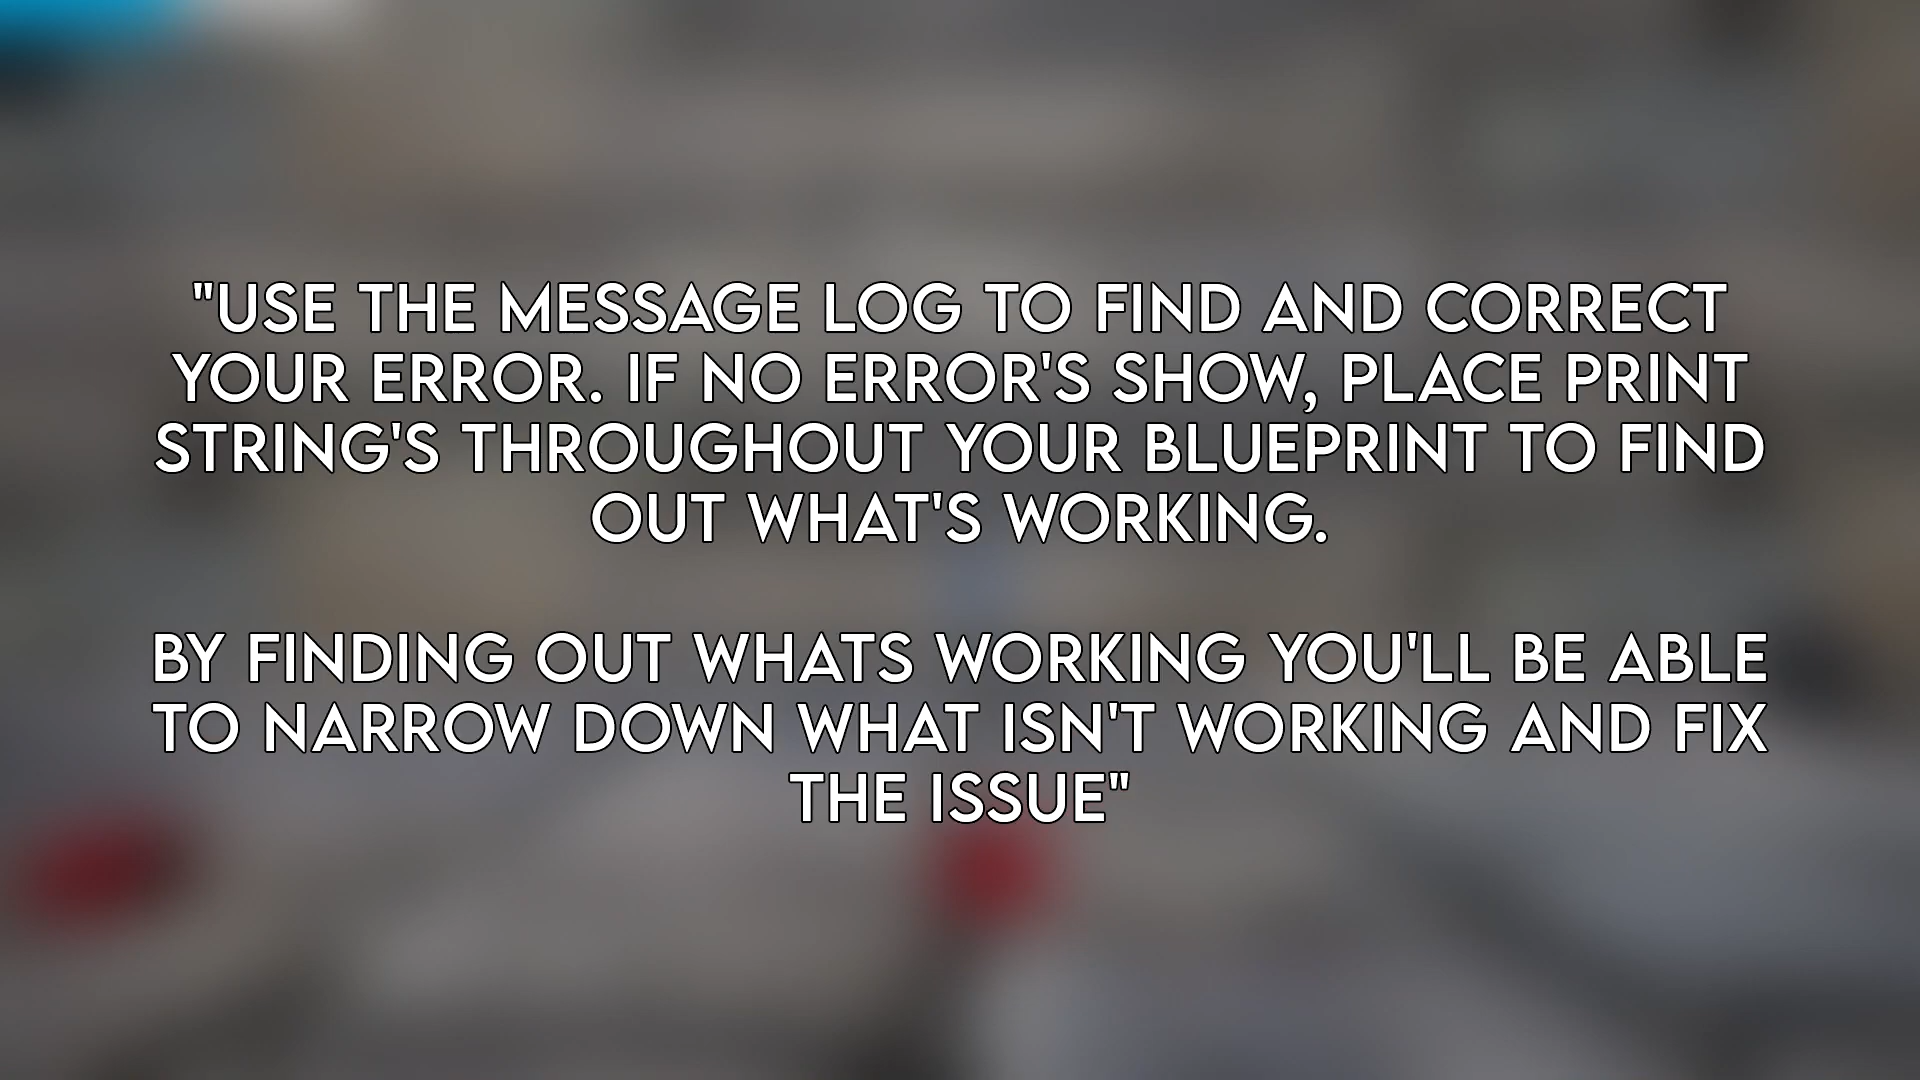 "USE THE MESSAGE LOG TO FIND AND CORRECT
YOUR ERROR. IF NO ERROR'S SHOW, PLACE PRINT
STRING'S THROUGHOUT YOUR BLUEPRINT TO FIND
OUT WHAT'S WORKING.
BY FINDING OUT WHATS WORKING YOU'LL BE ABLE
TO NARROW DOWN WHAT ISN'T WORKING AND FIX
THE ISSUE"